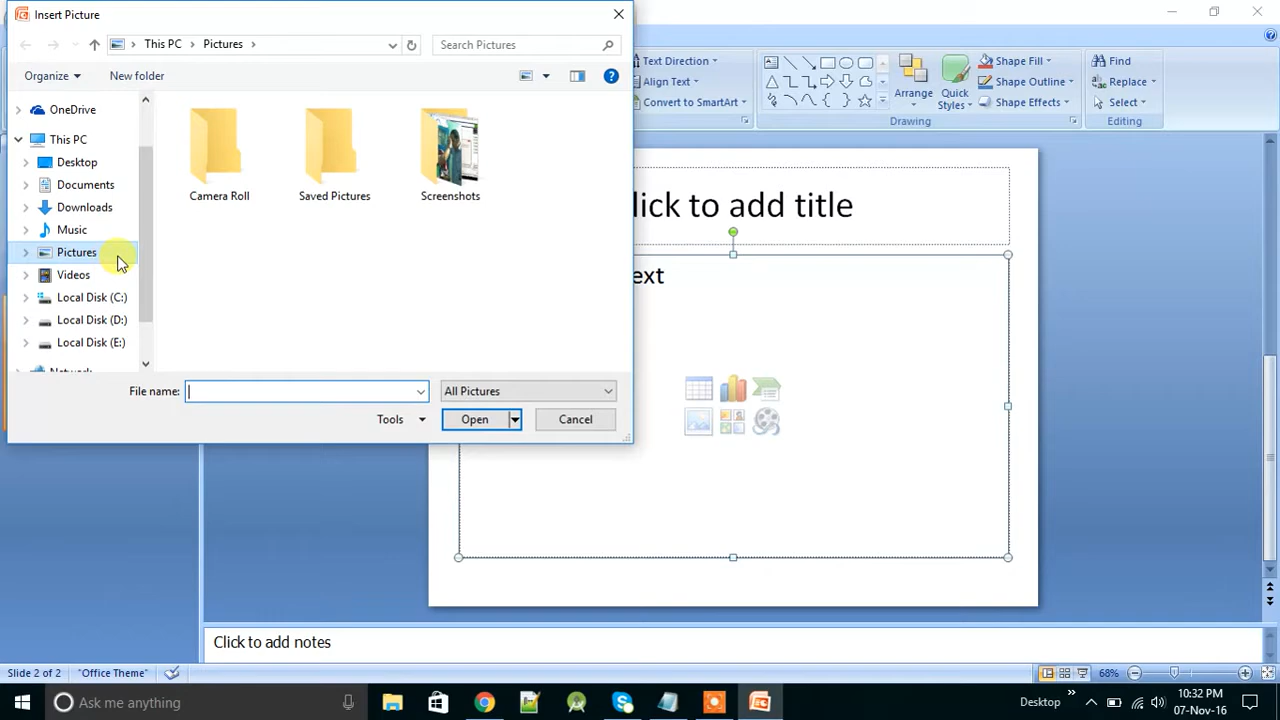 Insert Picture
This PC
Pictures
Search Pictures
Organize
New folder
OneDrive
This PC
Desktop
Documents
Downloads
Music
Pictures
Videos
Local Disk (C:)
Local Disk (D:)
Local Disk (E:)
Network
Camera Roll
Saved Pictures
Screenshots
File name:
All Pictures
Tools
Open
Cancel
Text Direction
Align Text
Convert to SmartArt
Arrange
Quick
Styles
Shape Fill
Shape Outline
Shape Effects
Drawing
Find
Replace
Select
Editing
lick to add title
ext
Click to add notes
Slide 2 of 2
"Office Theme"
68%
Ask me anything
Desktop
10:32 PM
07-Nov-16